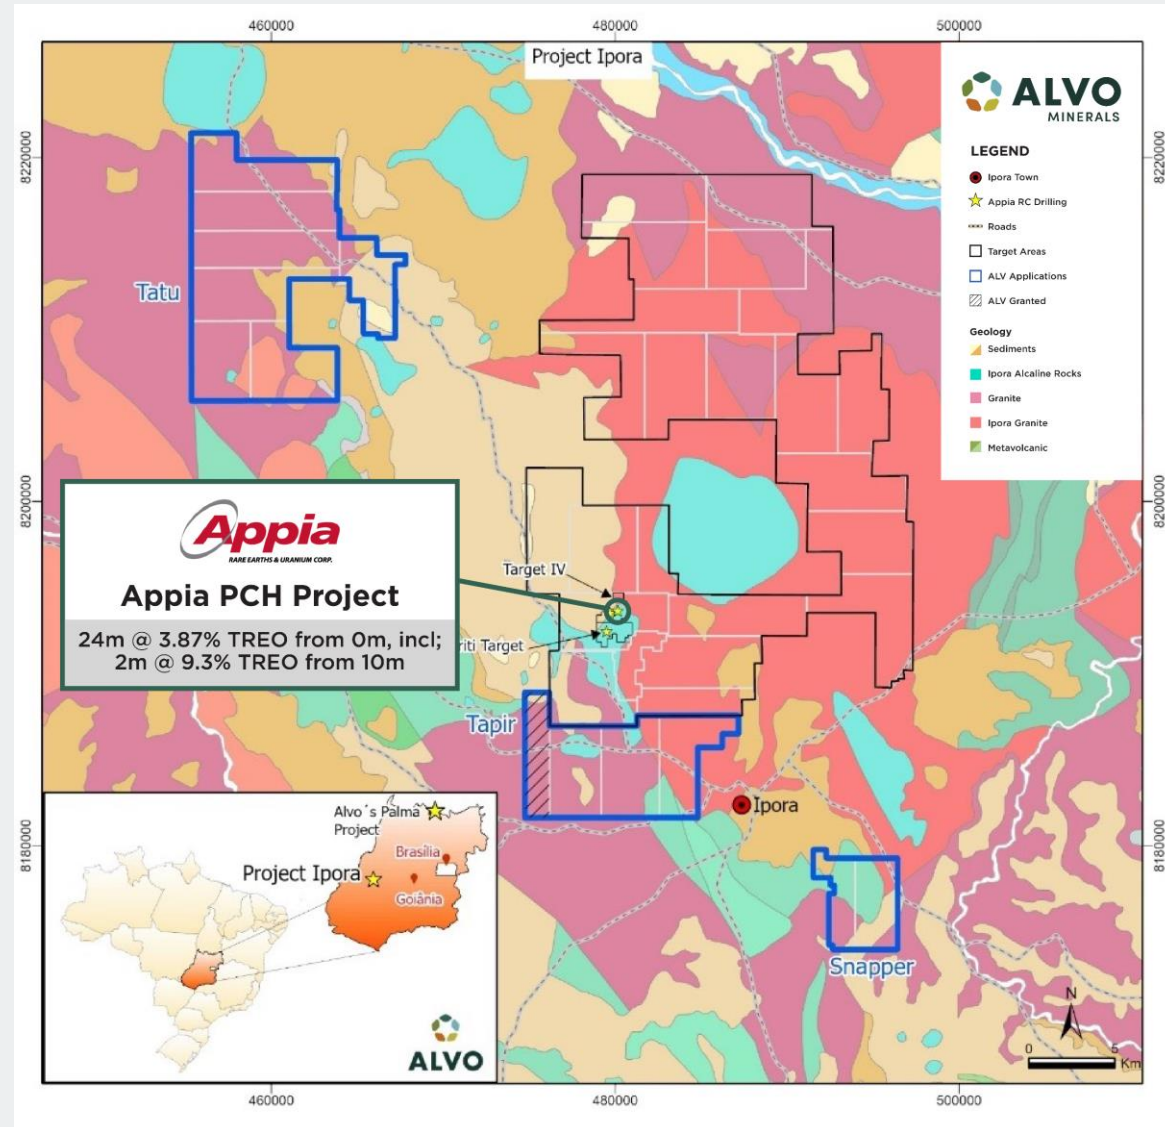 460000
480000
500000
Project Ipora
ALVO
MINERALS
LEGEND
Ipora Town
Appia RC Drilling
Roads
Target Areas
ALV Applications
ALV Granted
Geology
Sediments
Ipora Alcaline Rocks
Granite
Ipora Granite
Metavolcanic
8220000
8220000
Tatu
8200000
8200000
Appia
RARE EARTHS & URANIUM CORP.
Appia PCH Project
24m @ 3.87% TREO from 0m, incl;
2m @ 9.3% TREO from 10m
Target IV
riti Target
Tapir
Ipora
8180000
8180000
Snapper
Alvo´s Palma
Project
Brasília
Project Ipora
Goiânia
ALVO
N
0 5
Km
460000
480000
500000